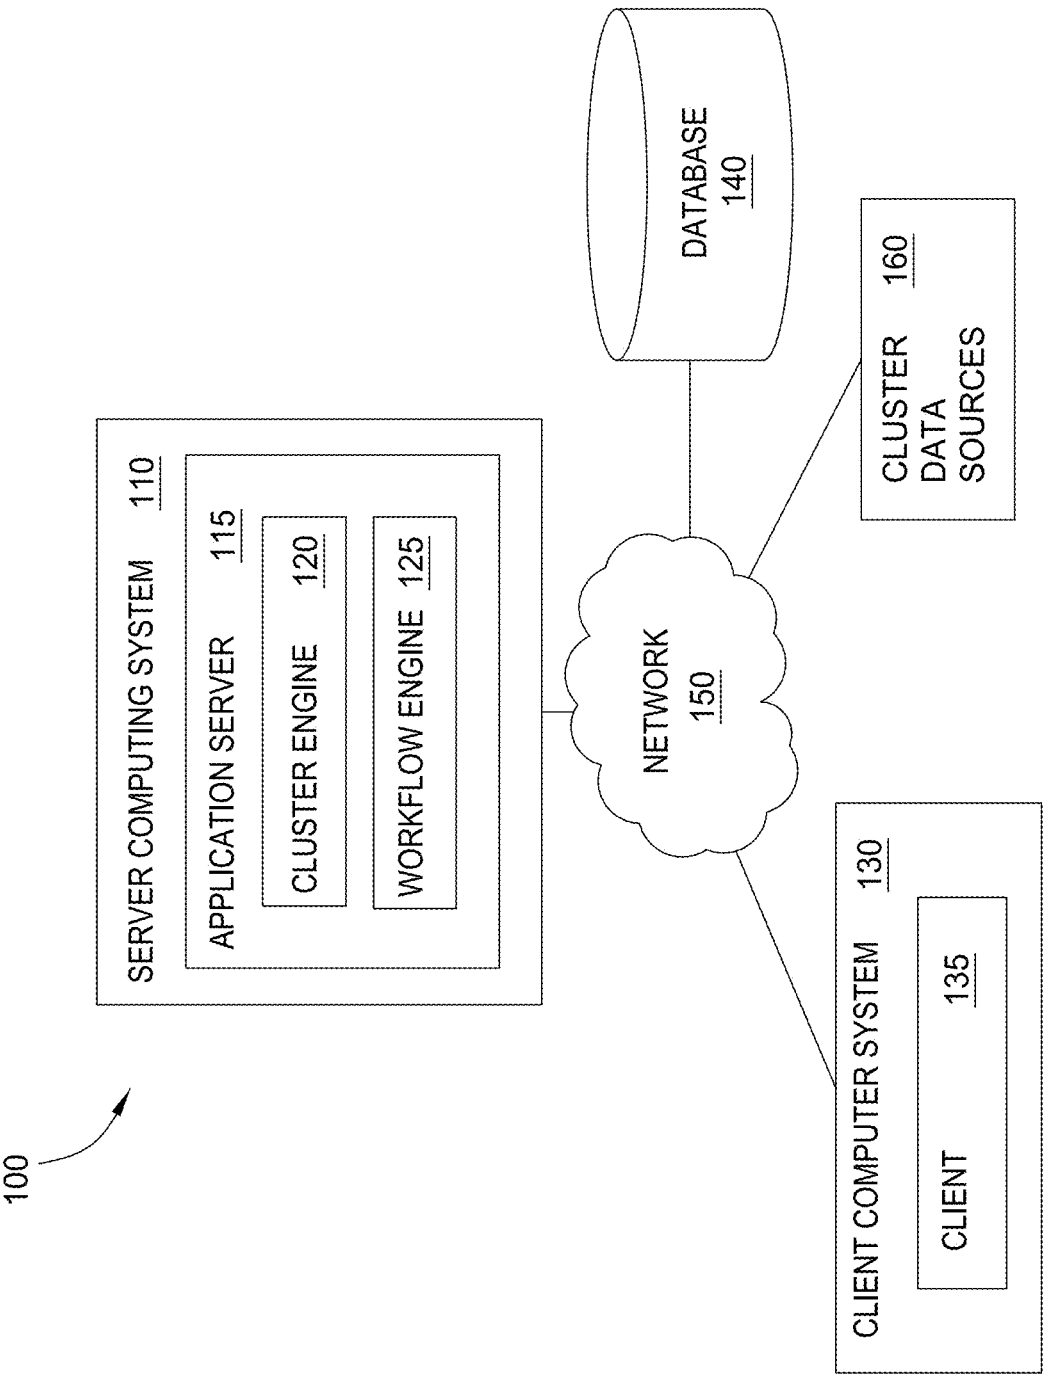 100
SERVER COMPUTING SYSTEM 110
APPLICATION SERVER 115
CLUSTER ENGINE 120
WORKFLOW ENGINE 125
NETWORK
150
DATABASE
140
CLIENT COMPUTER SYSTEM 130
CLIENT 135
CLUSTER 160
DATA
SOURCES